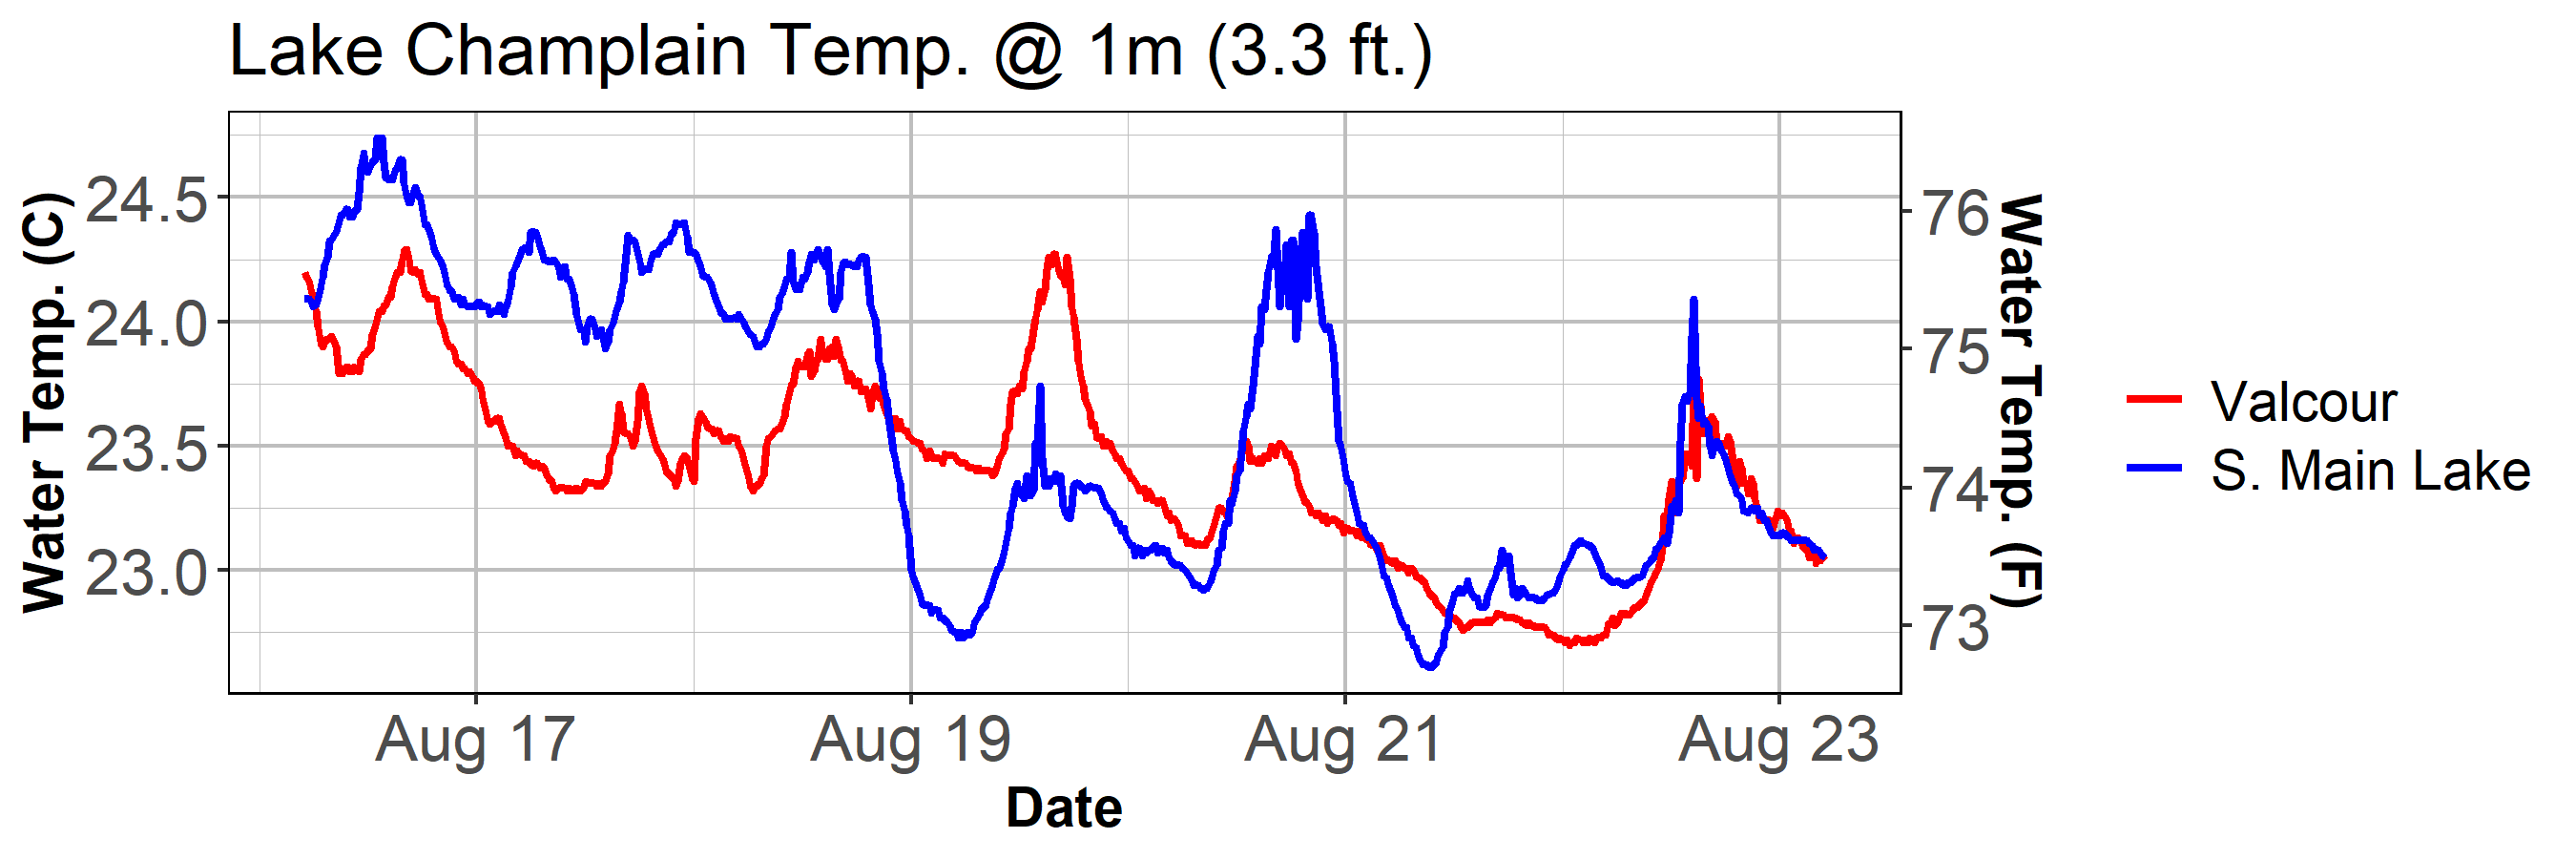 Lake Champlain Temp. @ 1m (3.3 ft.)
Water Temp. (C)
24.5
24.0
23.5
23.0
76
75
74
73
Water Temp. (F)
Valcour
S. Main Lake
Aug 17
Aug 19
Aug 21
Aug 23
Date